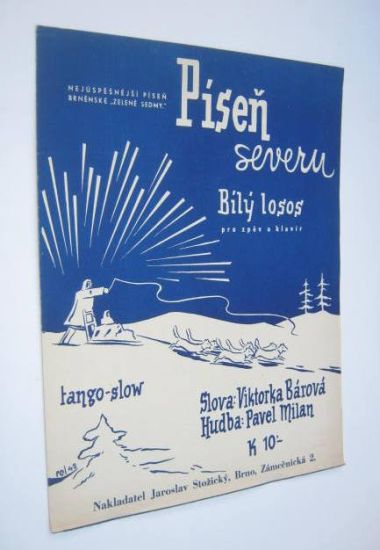 NEJÚSPĚŠNĚJŠÍ PÍSEŇ
BRNĚNSKE „ZELENÉ SEDMY."
Píseň
severu
Bílý losos
pro zpěv a klavír
tango-slow
Slova: Viktorka Bárová
Hudba: Pavel Milan
K 10·-
Nakladatel Jaroslav Stožický, Brno, Zámečnická 2.